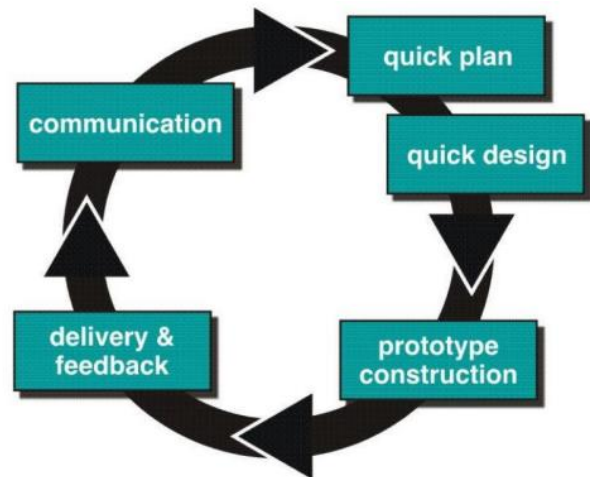 quick plan
communication
quick design
delivery &
feedback
prototype
construction